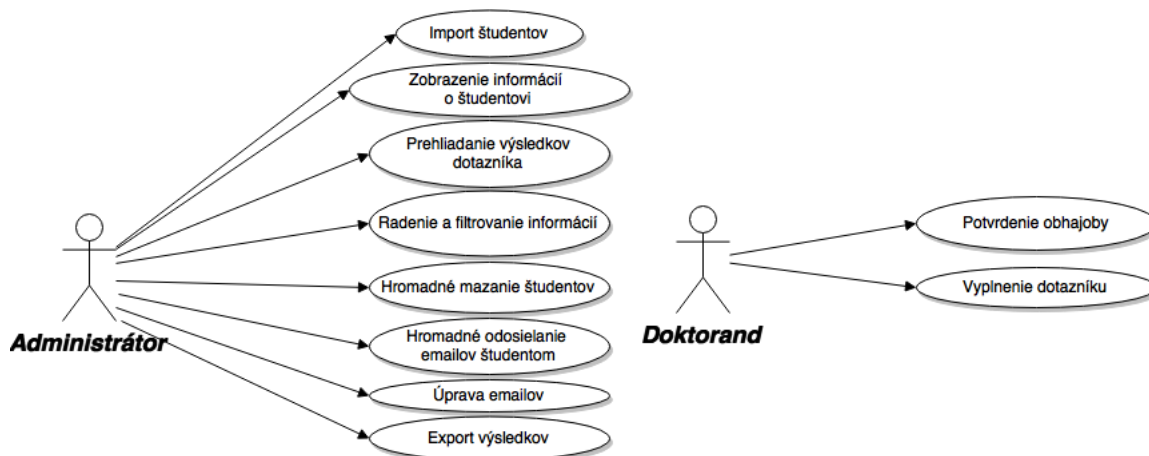 Import študentov
Zobrazenie informácií
o študentovi
Prehliadanie výsledkov
dotazníka
Radenie a filtrovanie informácií
Hromadné mazanie študentov
Hromadné odosielanie
emailov študentom
Úprava emailov
Export výsledkov
Administrátor
Potvrdenie obhajoby
Vyplnenie dotazníku
Doktorand